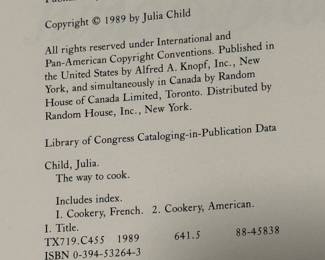 Copyright © 1989 by Julia Child
All rights reserved under International and
Pan-American Copyright Conventions. Published in
the United States by Alfred A. Knopf, Inc., New
York, and simultaneously in Canada by Random
House of Canada Limited, Toronto. Distributed by
Random House, Inc., New York.
Library of Congress Cataloging-in-Publication Data
Child, Julia.
The way to cook.
Includes index.
1. Cookery, French. 2. Cookery, American.
I. Title.
TX719.C455 1989 641.5 88-45838
ISBN 0-394-53264-3